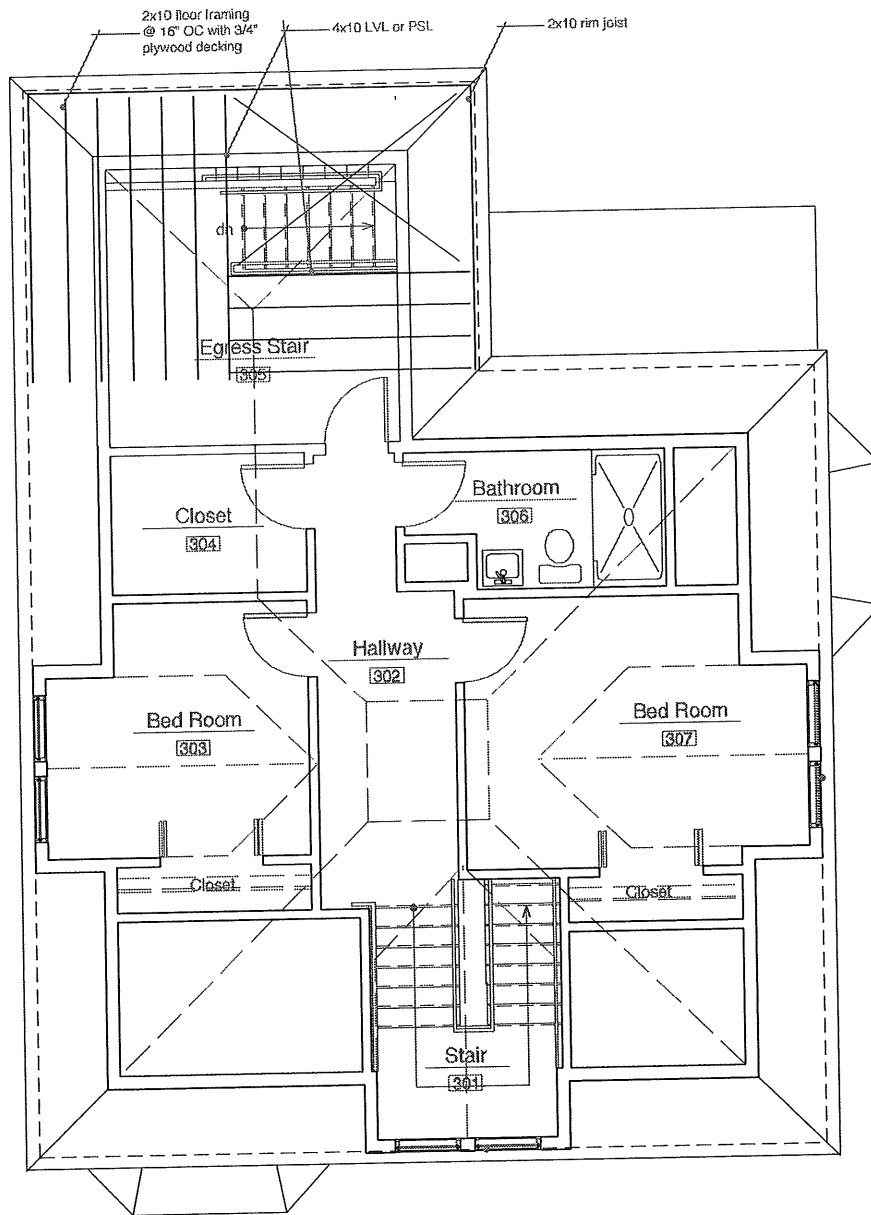 2x10 floor framing
@ 16" OC with 3/4"
plywood decking
4x10 LVL or PSL
2x10 rim joist
dn
Egress Stair
305
Closet
304
Bathroom
306
Hallway
302
Bed Room
303
Bed Room
307
Closet
Closet
Stair
301